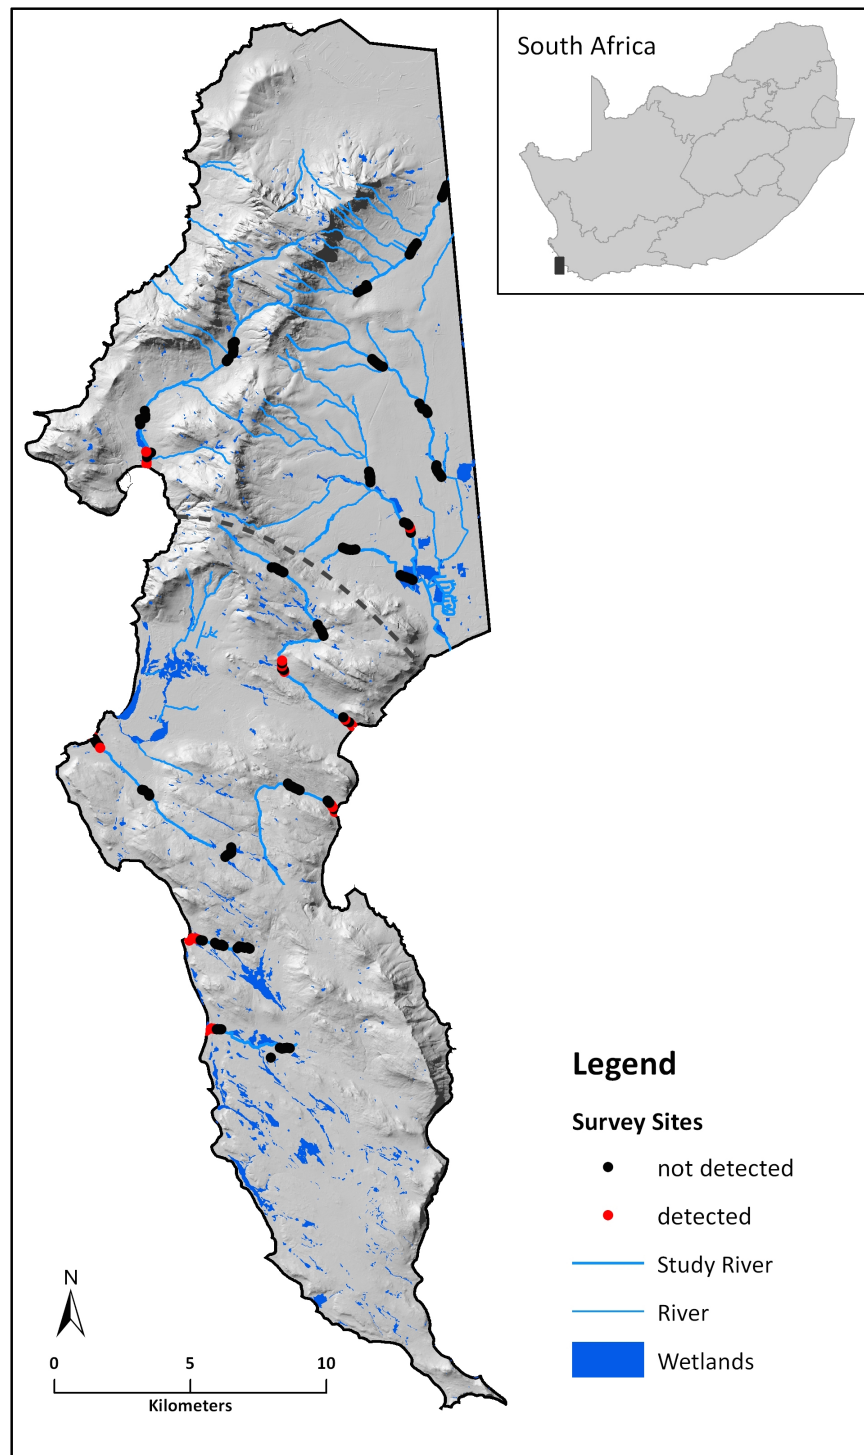 South Africa
Legend
Survey Sites
not detected
detected
Study River
River
Wetlands
N
0 5 10
Kilometers